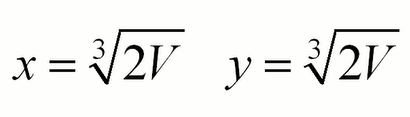 x = ∛2V y = ∛2V